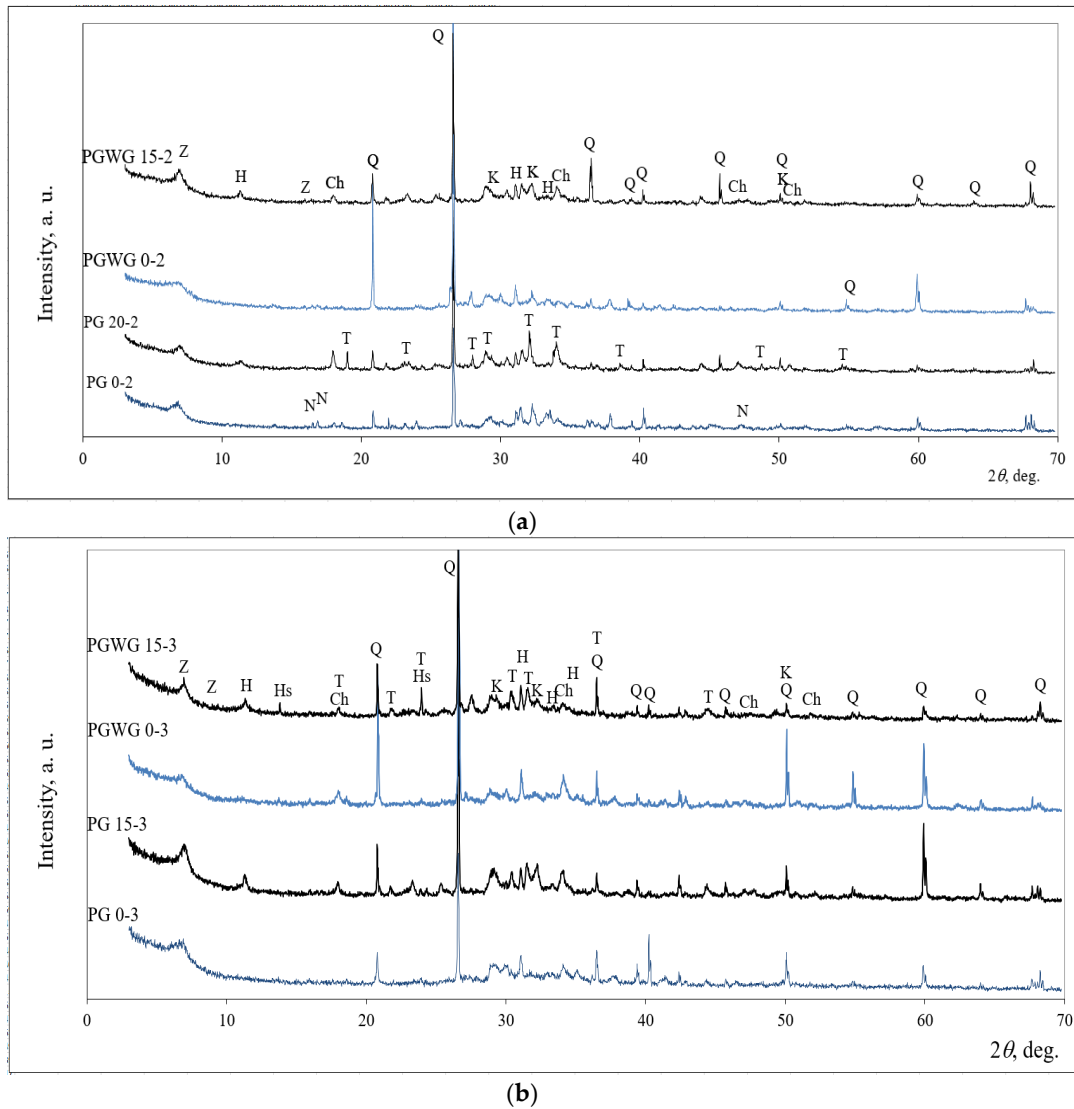 Intensity, a. u.
Q
PGWG 15-2
Z
H
Z
Ch
Q
K
H
K
H
Ch
Q
Q
Q
Q
Ch
Q
K
Ch
Q
Q
Q
PGWG 0-2
Q
PG 20-2
T
T
T
T
T
T
T
T
T
PG 0-2
N
N
N
0
10
20
30
40
50
60
70
2θ, deg.
(a)
Intensity, a. u.
Q
PGWG 15-3
Z
Z
H
Hs
T
Ch
Q
T
T
Hs
K
T
H
T
K
H
Ch
H
T
Q
Q
Q
T
Q
Ch
K
Q
Ch
Q
Q
Q
Q
PGWG 0-3
PG 15-3
PG 0-3
0
10
20
30
40
50
60
70
2θ, deg.
(b)